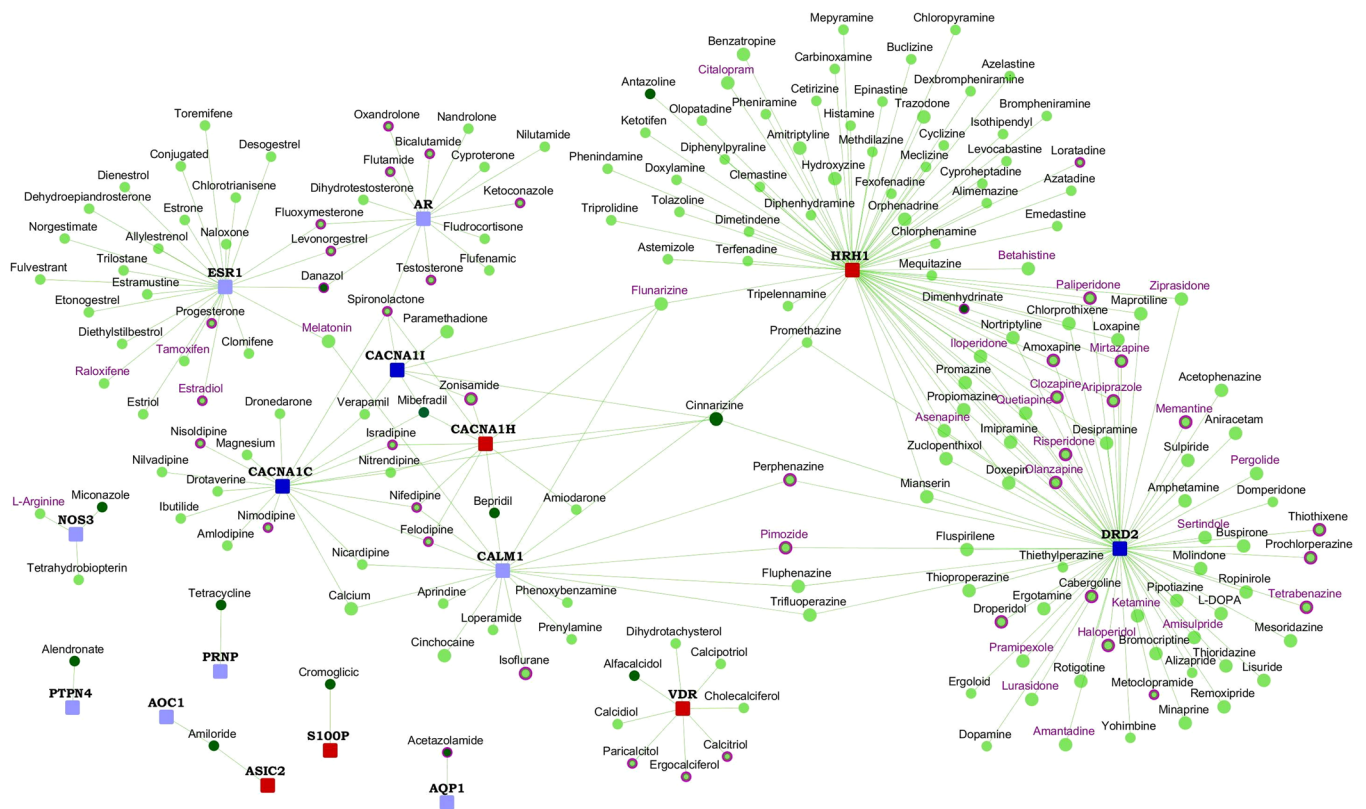 Mepyramine
Chloropyramine
Benzatropine
Carbinoxamine
Buclizine
Azelastine
Citalopram
Antazoline
Cetirizine
Epinastine
Dexbrompheniramine
Toremifene
Oxandrolone
Nandrolone
Olopatadine
Pheniramine
Histamine
Trazodone
Brompheniramine
Desogestrel
Bicalutamide
Nilutamide
Ketotifen
Amitriptyline
Methdilazine
Cyclizine
Isothipendyl
Conjugated
Flutamide
Cyproterone
Diphenylpyraline
Hydroxyzine
Meclizine
Levocabastine
Loratadine
Dienestrol
Chlorotrianisene
Dihydrotestosterone
Ketoconazole
Phenindamine
Doxylamine
Clemastine
Fexofenadine
Cyproheptadine
Dehydroepiandrosterone
Estrone
Fluoxymesterone
AR
Tolazoline
Diphenhydramine
Orphenadrine
Alimemazine
Azatadine
Norgestimate
Allylestrenol
Naloxone
Levonorgestrel
Fludrocortisone
Triprolidine
Dimetindene
Chlorphenamine
Emedastine
Trilostane
ESR1
Danazol
Testosterone
Flufenamic
Astemizole
Terfenadine
HRH1
Mequitazine
Betahistine
Fulvestrant
Estramustine
Spironolactone
Flunarizine
Tripelennamine
Dimenhydrinate
Paliperidone
Ziprasidone
Etonogestrel
Progesterone
Paramethadione
Promethazine
Chlorprothixene
Maprotiline
Diethylstilbestrol
Clomifene
Melatonin
Nortriptyline
Loxapine
Tamoxifen
CACNA1I
Iloperidone
Amoxapine
Mirtazapine
Raloxifene
Estradiol
Zonisamide
Promazine
Clozapine
Aripiprazole
Acetophenazine
Estriol
Dronedarone
Verapamil
Mibefradil
Cinnarizine
Propiomazine
Quetiapine
Memantine
Nisoldipine
Magnesium
Isradipine
CACNA1H
Asenapine
Imipramine
Desipramine
Aniracetam
Nilvadipine
CACNA1C
Nitrendipine
Zuclopenthixol
Risperidone
Sulpiride
Drotaverine
Perphenazine
Doxepin
Olanzapine
Pergolide
L-Arginine
Miconazole
Ibutilide
Nimodipine
Nifedipine
Bepridil
Amiodarone
Mianserin
Amphetamine
Domperidone
NOS3
Amlodipine
Felodipine
Pimozide
Fluspirilene
DRD2
Sertindole
Buspirone
Thiothixene
Tetrahydrobiopterin
Nicardipine
CALM1
Fluphenazine
Thiethylperazine
Molindone
Prochlorperazine
Tetracycline
Calcium
Aprindine
Phenoxybenzamine
Trifluoperazine
Thioproperazine
Cabergoline
Pipotiazine
Ropinirole
Tetrabenazine
Loperamide
Ergotamine
Ketamine
L-DOPA
Cinchocaine
Prenylamine
Droperidol
Haloperidol
Amisulpride
Mesoridazine
Alendronate
PRNP
Isoflurane
Dihydrotachysterol
Pramipexole
Bromocriptine
Thioridazine
PTPN4
Cromoglicic
Alfacalcidol
Calcipotriol
Rotigotine
Alizapride
Lisuride
AOC1
VDR
Cholecalciferol
Ergoloid
Lurasidone
Metoclopramide
Remoxipride
Amiloride
S100P
Calcidiol
Minaprine
ASIC2
Acetazolamide
Paricalcitol
Calcitriol
Dopamine
Amantadine
Yohimbine
AQP1
Ergocalciferol